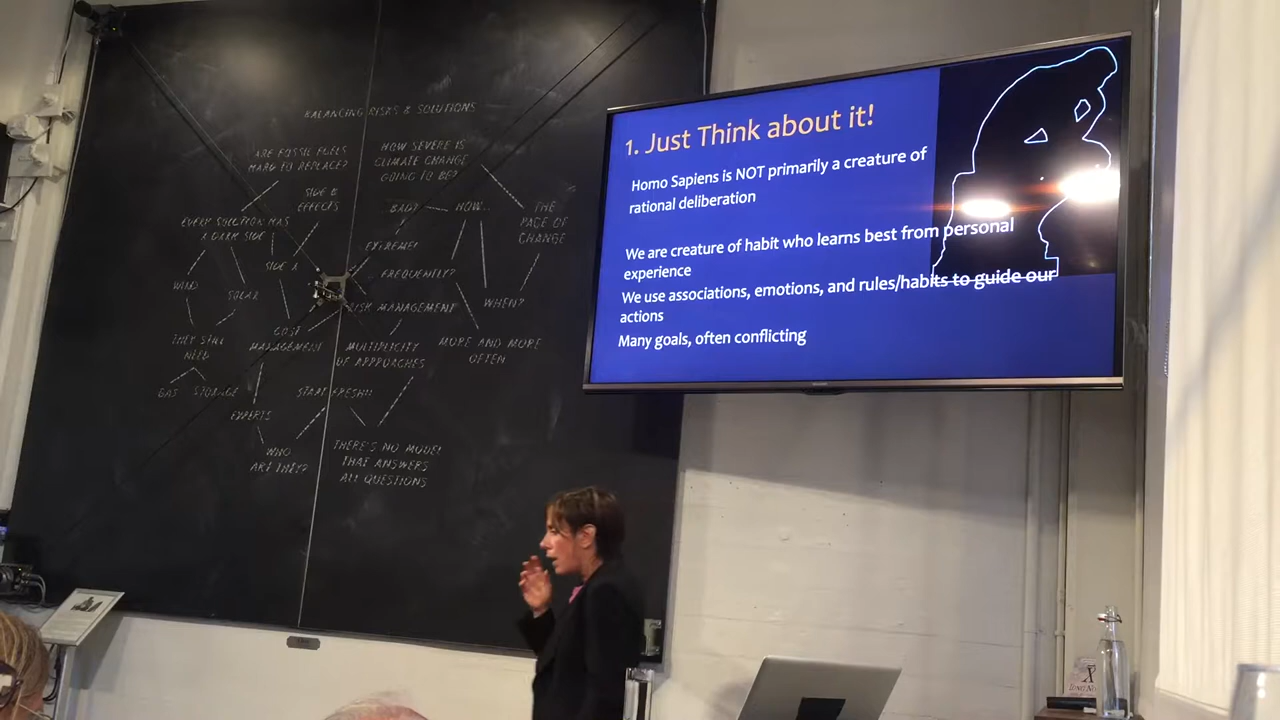 BALANCING RISKS & SOLUTIONS
ARE FOSSIL FUELS
HARD TO REPLACE?
HOW SEVERE IS
CLIMATE CHANGE
GOING TO BE?
SIDE B
EFFECTS
EVERY SOLUTION HAS
A DARK SIDE
SIDE A
BAD?
HOW...
THE
PACE OF
CHANGE
EXTREME?
FREQUENTLY?
WIND
SOLAR
RISK MANAGEMENT
WHEN?
COST
MANAGEMENT
THEY STILL
NEED
MULTIPLICITY
OF APPROACHES
MORE AND MORE
OFTEN
GAS STORAGE
START FRESH!!
EXPERTS
WHO
ARE THEY?
THERE'S NO MODEL
THAT ANSWERS
ALL QUESTIONS
1. Just Think about it!
Homo Sapiens is NOT primarily a creature of
rational deliberation
We are creature of habit who learns best from personal
experience
We use associations, emotions, and rules/habits to guide our
actions
Many goals, often conflicting
X